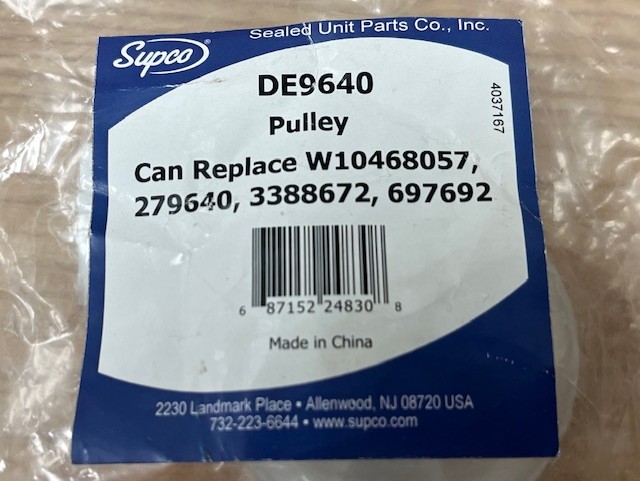 Sealed Unit Parts Co., Inc.
Supco
DE9640
4037167
Pulley
Can Replace W10468057,
279640, 3388672, 697692
6 87152 24830 8
Made in China
2230 Landmark Place • Allenwood, NJ 08720 USA
732-223-6644 • www.supco.com